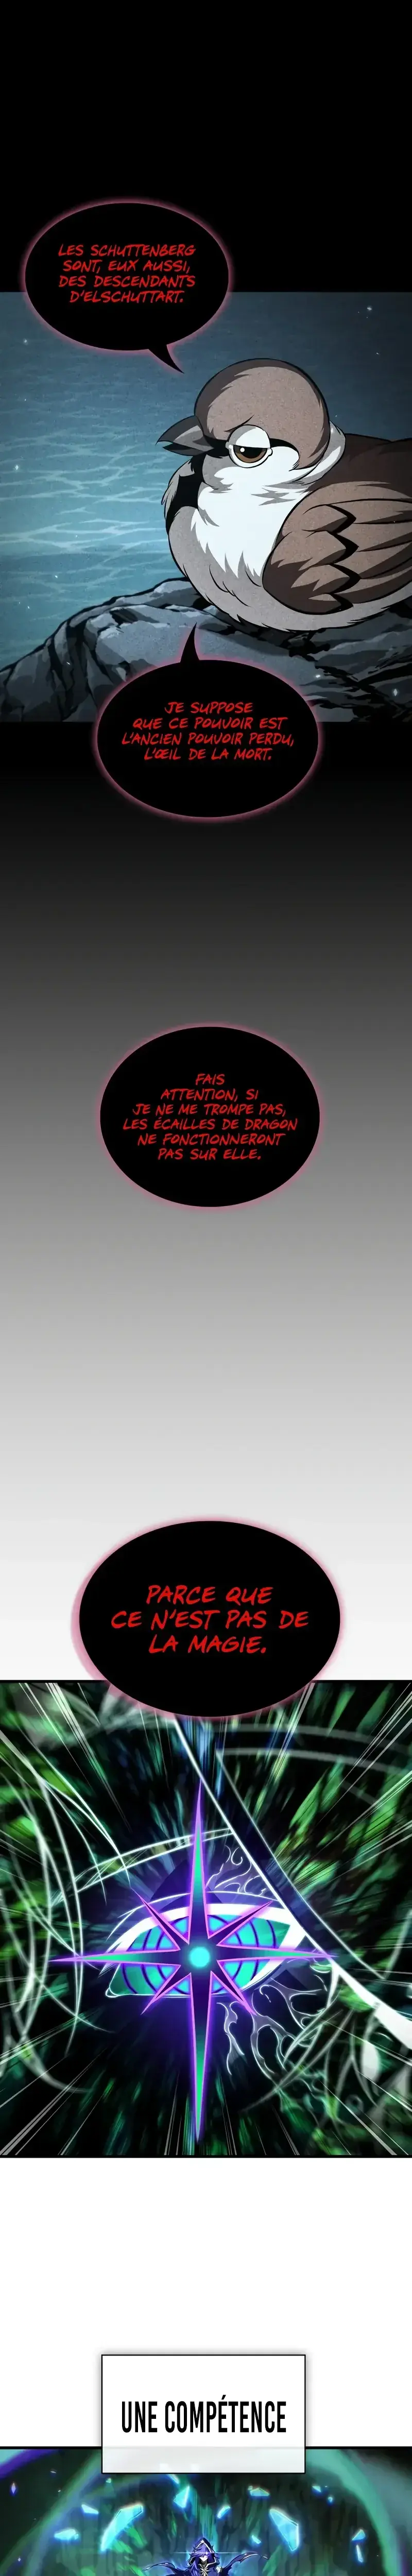 LES SCHUTTENBERG
SONT, EUX AUSSI,
DES DESCENDANTS
D'ELSCHUTTART.
JE SUPPOSE
QUE CE POUVOIR EST
L'ANCIEN POUVOIR PERDU,
L'ŒIL DE LA MORT.
FAIS
ATTENTION, SI
JE NE ME TROMPE PAS,
LES ÉCAILLES DE DRAGON
NE FONCTIONNERONT
PAS SUR ELLE.
PARCE QUE
CE N'EST PAS DE
LA MAGIE.
UNE COMPÉTENCE